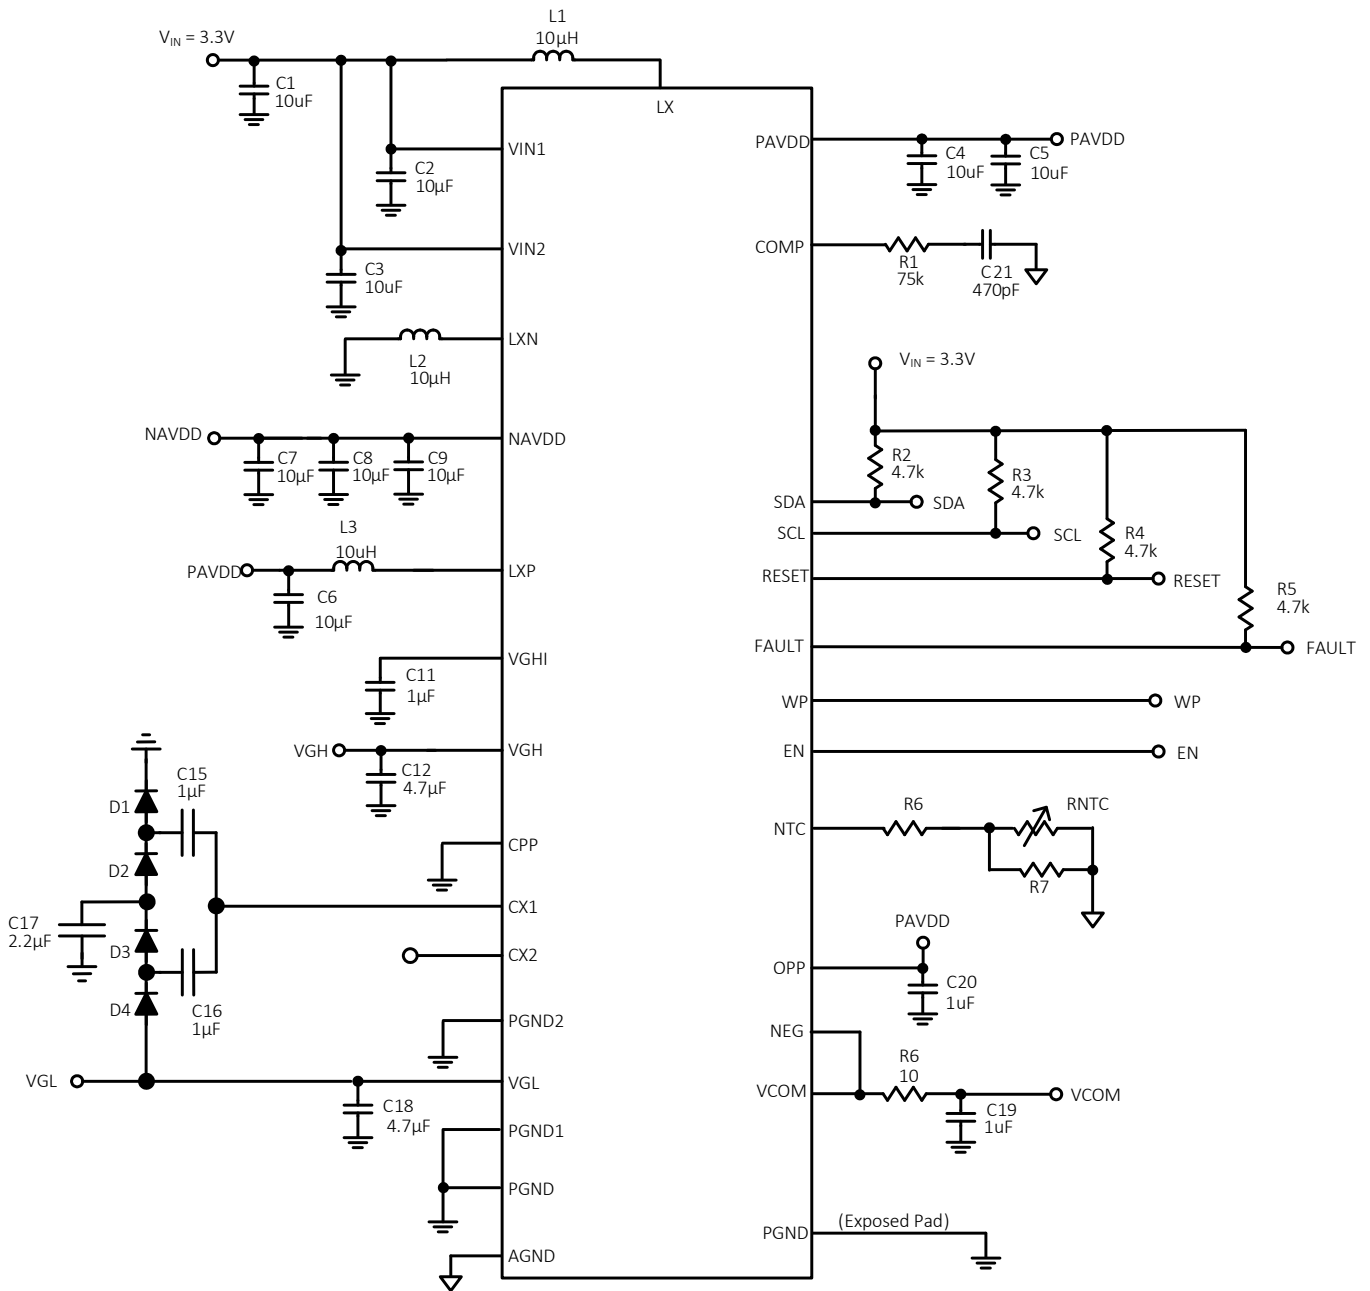 V_IN = 3.3V
L1
10µH
C1
10uF
LX
VIN1
C2
10µF
VIN2
C3
10uF
LXN
L2
10µH
NAVDD
NAVDD
C7
10µF
C8
10µF
C9
10µF
L3
10uH
PAVDD
LXP
C6
10µF
VGHI
C11
1µF
VGH
VGH
C12
4.7µF
C15
1µF
D1
D2
CPP
C17
2.2µF
CX1
D3
CX2
D4
C16
1µF
PGND2
VGL
VGL
C18
4.7µF
PGND1
PGND
AGND
PAVDD
PAVDD
C4
10uF
C5
10uF
COMP
R1
75k
C21
470pF
V_IN = 3.3V
R2
4.7k
R3
4.7k
SDA
SDA
SCL
SCL
R4
4.7k
RESET
RESET
R5
4.7k
FAULT
FAULT
WP
WP
EN
EN
NTC
R6
RNTC
R7
PAVDD
OPP
C20
1uF
NEG
R6
10
VCOM
VCOM
C19
1uF
PGND
(Exposed Pad)